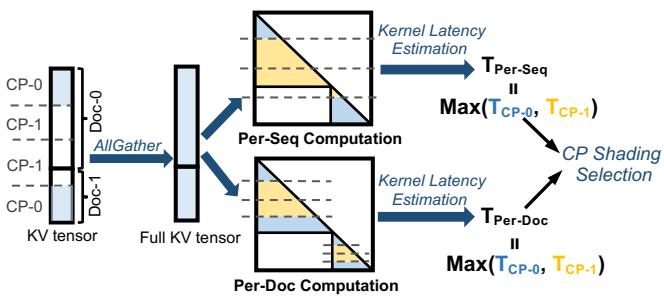 CP-0
CP-1
CP-1
CP-0
Doc-0
Doc-1
KV tensor
AllGather
Full KV tensor
Per-Seq Computation
Per-Doc Computation
Kernel Latency
Estimation
Kernel Latency
Estimation
TPer-Seq
=
Max(TCP-0, TCP-1)
CP Shading
Selection
TPer-Doc
=
Max(TCP-0, TCP-1)